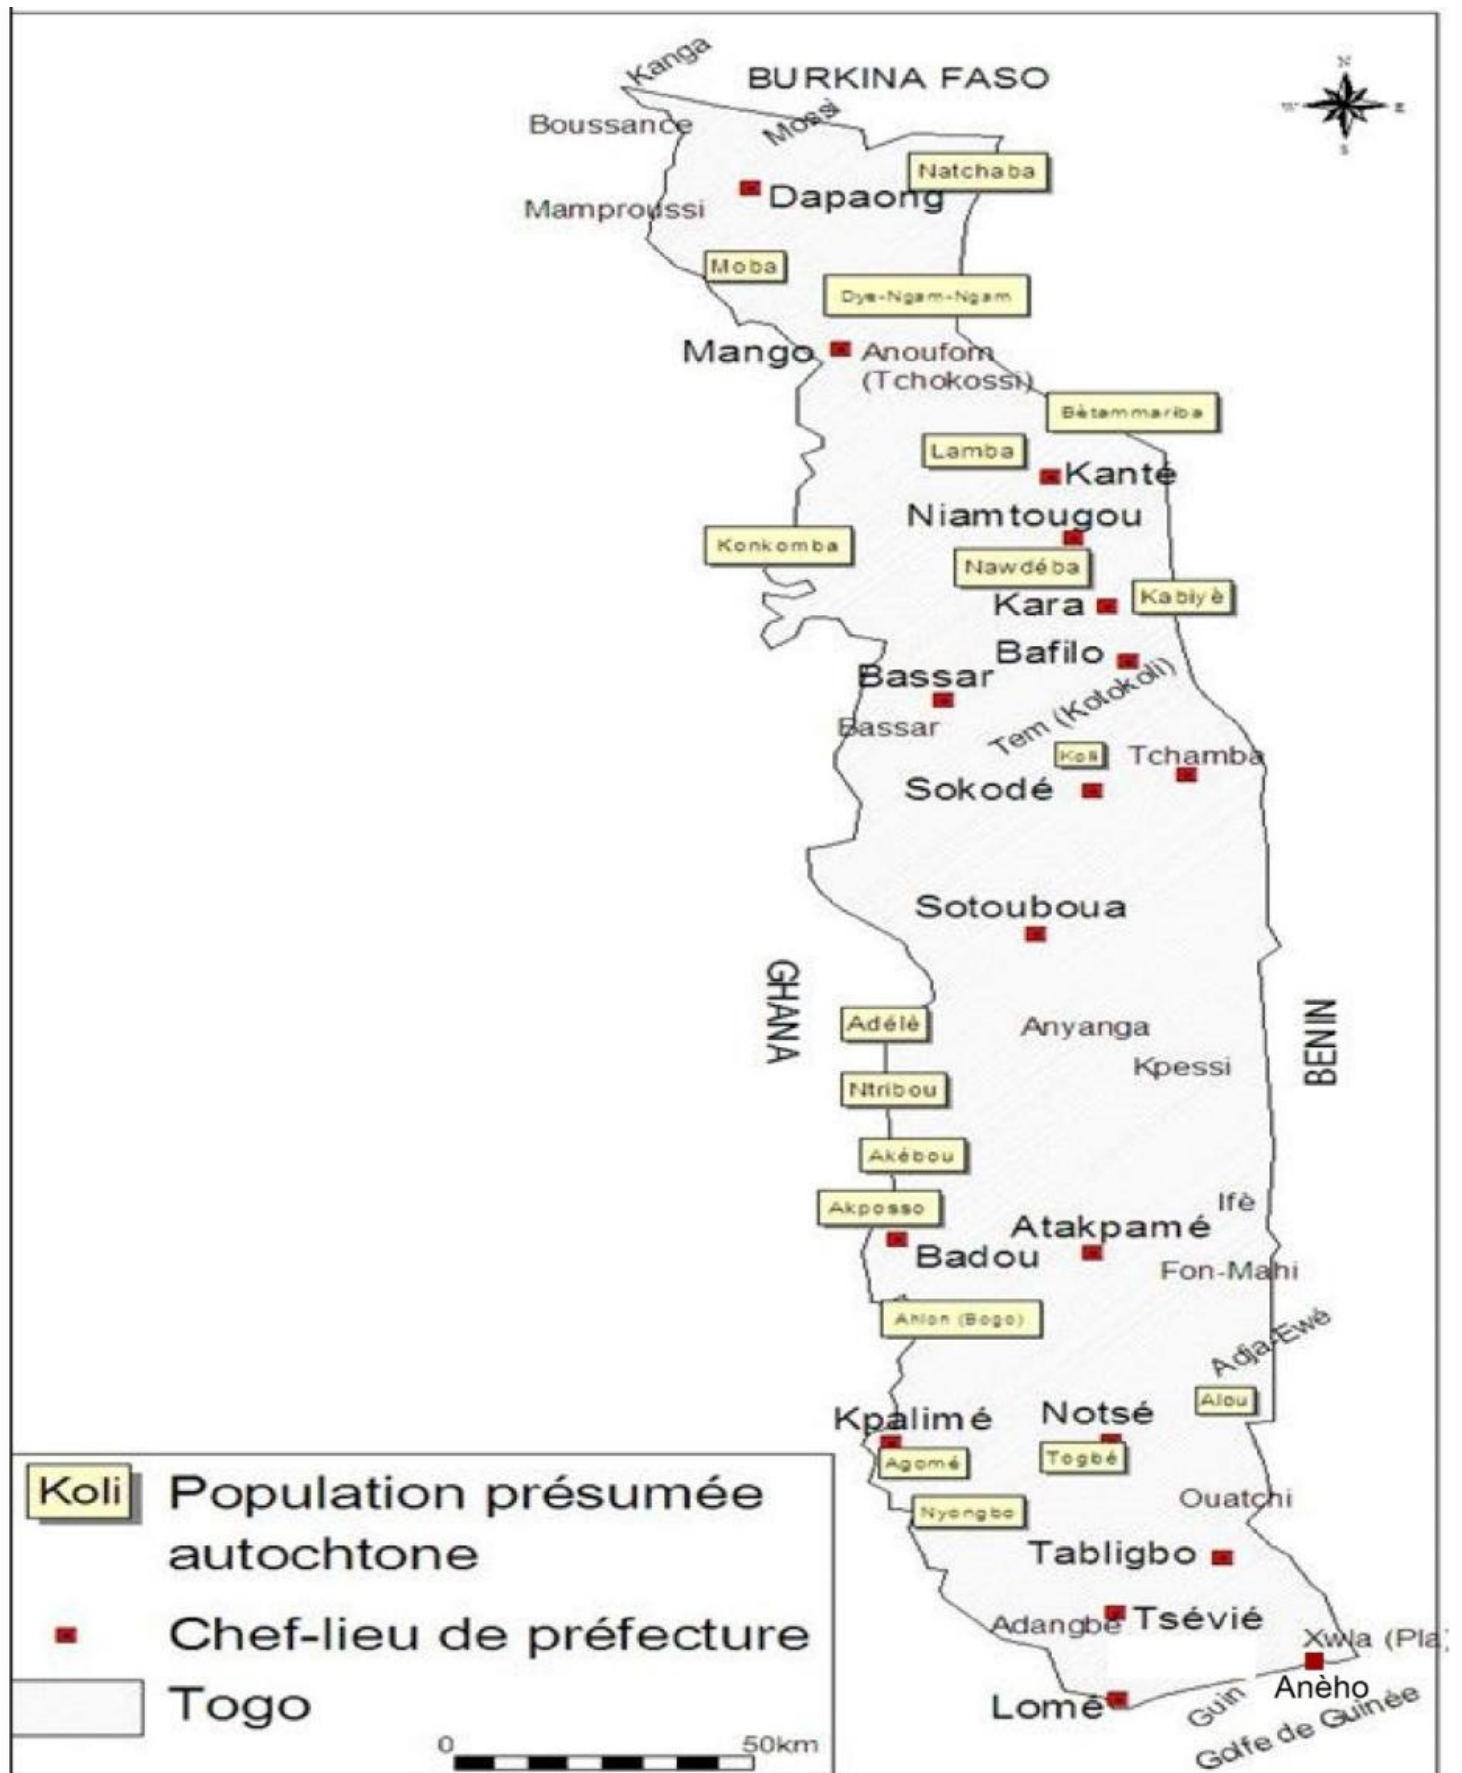 Kanga
BURKINA FASO
N
W
E
S
Boussance
Mossi
Natchaba
Dapaong
Mamproussi
Moba
Dye-Ngam-Ngam
Mango
Anoufom
(Tchokossi)
Bètammariba
Lamba
Kanté
Niamtougou
Konkomba
Nawdéba
Kabiyè
Kara
Bafilo
Bassar
Tem (Kotokoli)
Bassar
Koli
Tchamba
Sokodé
Sotouboua
GHANA
BENIN
Adélè
Anyanga
Kpessi
Ntribou
Akébou
Akposso
Ifè
Atakpamé
Badou
Fon-Mahi
Ahlon (Bogo)
Adja-Ewé
Alou
Kpalimé
Notsé
Agomé
Togbé
Nyongbo
Ouatchi
Tabligbo
Adangbé
Tsévié
Xwla (Pla)
Anèho
Lomé
Guin
Golfe de Guinée
Koli
Population présumée
autochtone
Chef-lieu de préfecture
Togo
0
50km